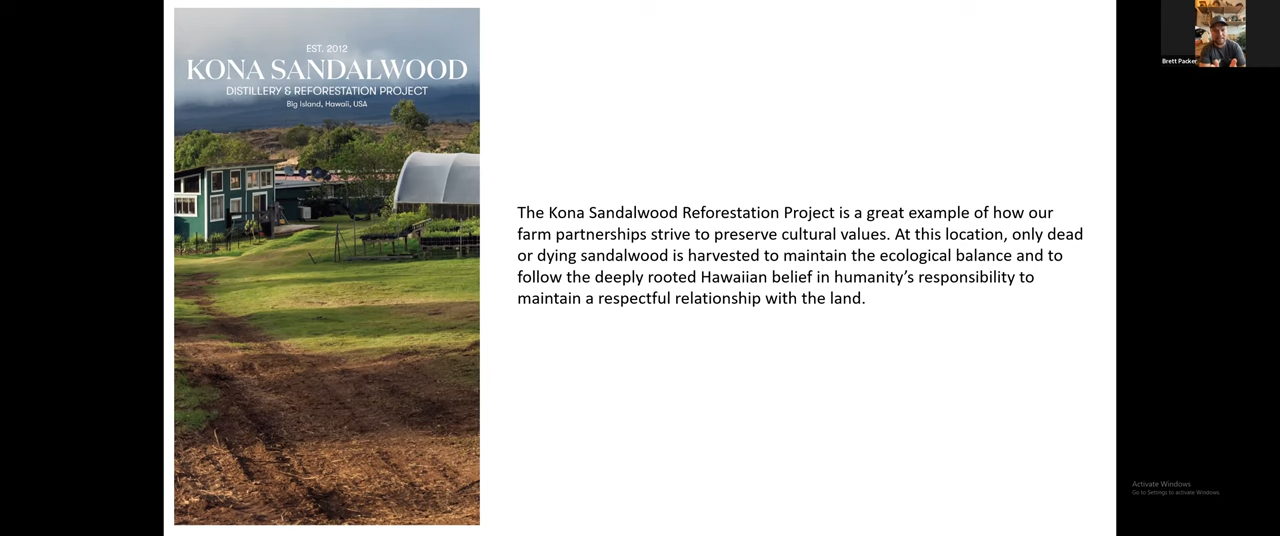 EST. 2012
KONA SANDALWOOD
DISTILLERY & REFORESTATION PROJECT
Big Island, Hawaii, USA
The Kona Sandalwood Reforestation Project is a great example of how our
farm partnerships strive to preserve cultural values. At this location, only dead
or dying sandalwood is harvested to maintain the ecological balance and to
follow the deeply rooted Hawaiian belief in humanity’s responsibility to
maintain a respectful relationship with the land.
Brett Packer
Activate Windows
Go to Settings to activate Windows.